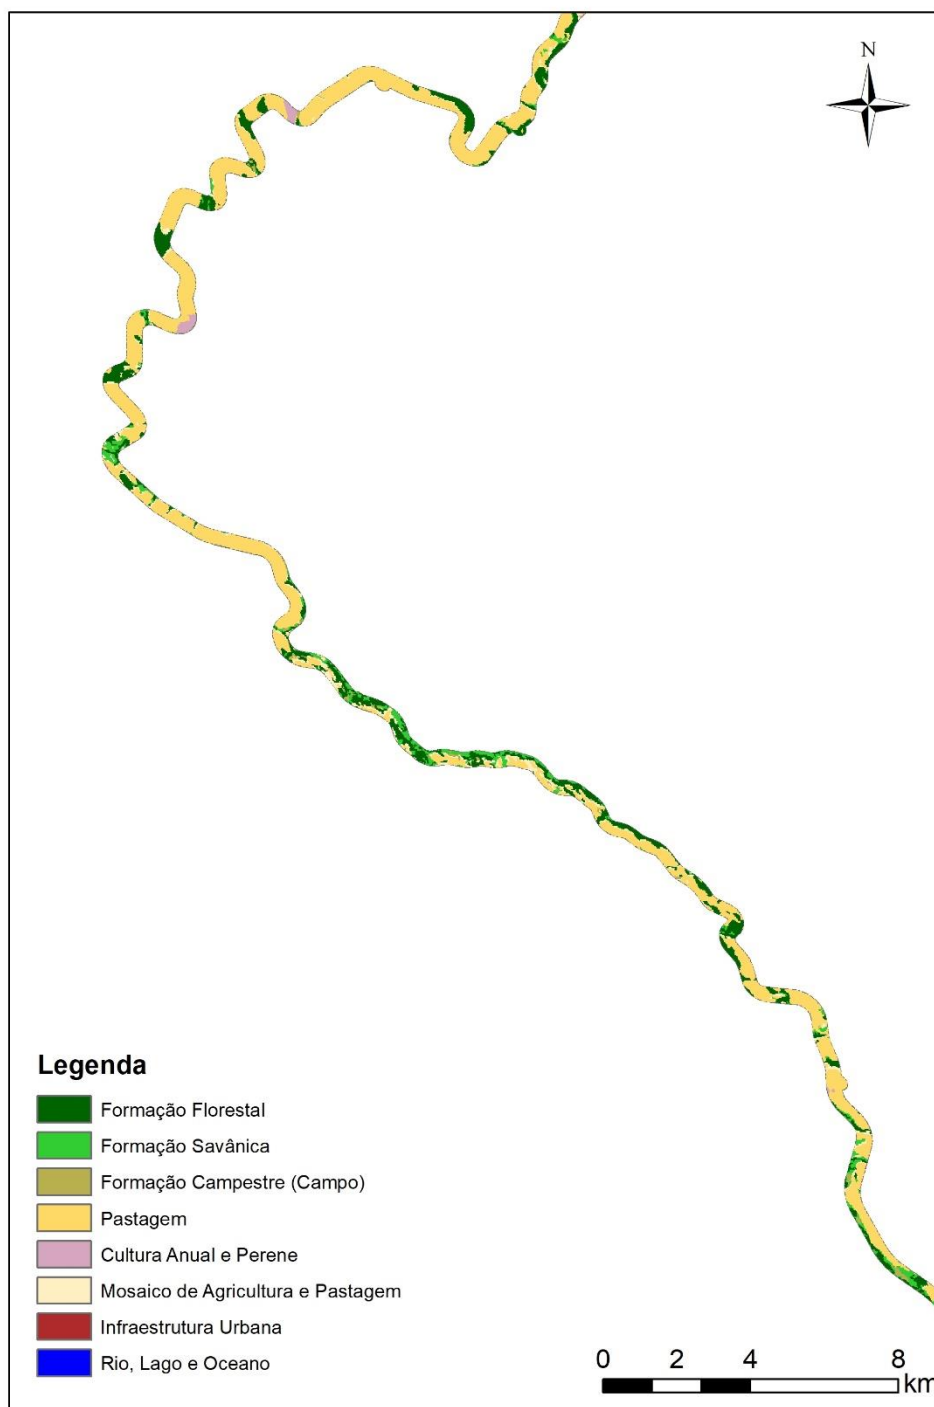 N
Legenda
Formação Florestal
Formação Savânica
Formação Campestre (Campo)
Pastagem
Cultura Anual e Perene
Mosaico de Agricultura e Pastagem
Infraestrutura Urbana
Rio, Lago e Oceano
0 2 4 8
km